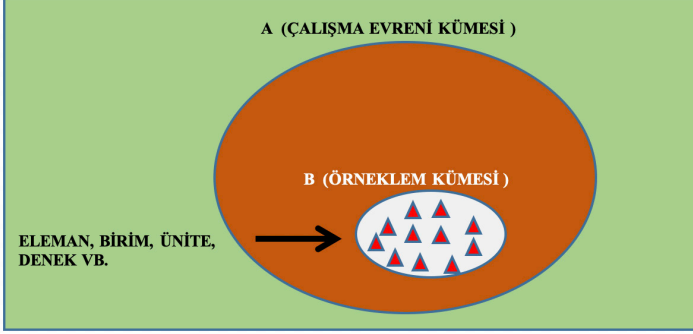 A (ÇALIŞMA EVRENİ KÜMESİ )
B (ÖRNEKLEM KÜMESİ )
ELEMAN, BİRİM, ÜNİTE,
DENEK VB.